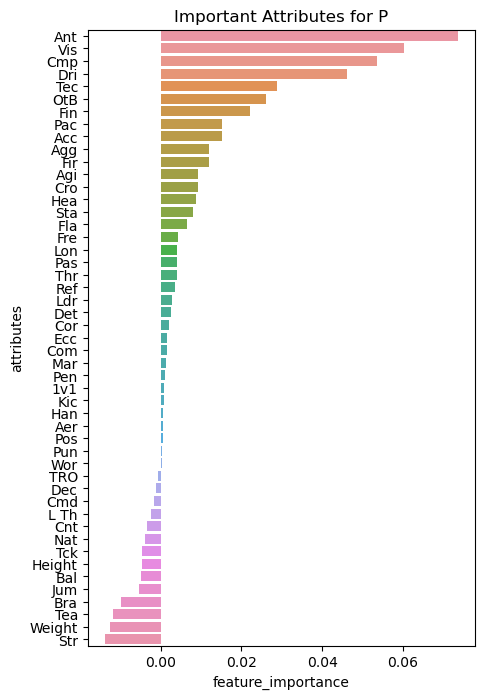 Important Attributes for P
attributes
Ant
Vis
Cmp
Dri
Tec
OtB
Fin
Pac
Acc
Agg
Fir
Agi
Cro
Hea
Sta
Fla
Fre
Lon
Pas
Thr
Ref
Ldr
Det
Cor
Ecc
Com
Mar
Pen
1v1
Kic
Han
Aer
Pos
Pun
Wor
TRO
Dec
Cmd
L Th
Cnt
Nat
Tck
Height
Bal
Jum
Bra
Tea
Weight
Str
0.00 0.02 0.04 0.06
feature_importance